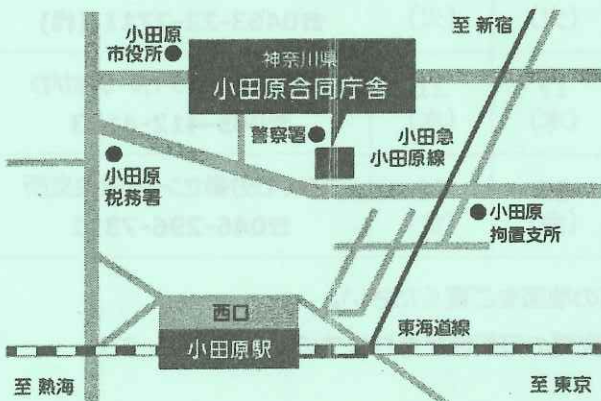 至 新宿
小田原
市役所
神奈川県
小田原合同庁舎
警察署
小田急
小田原線
小田原
税務署
小田原
拘置支所
西口
小田原駅
東海道線
至 熱海
至 東京